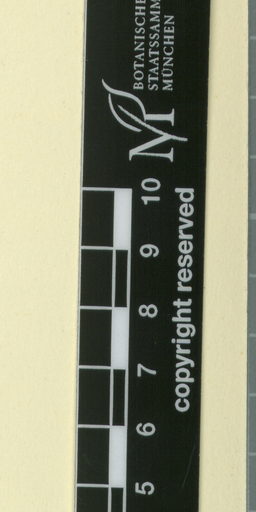 BOTANISCHE
STAATSSAMM
MÜNCHEN
10
9
8
7
6
5
copyright reserved